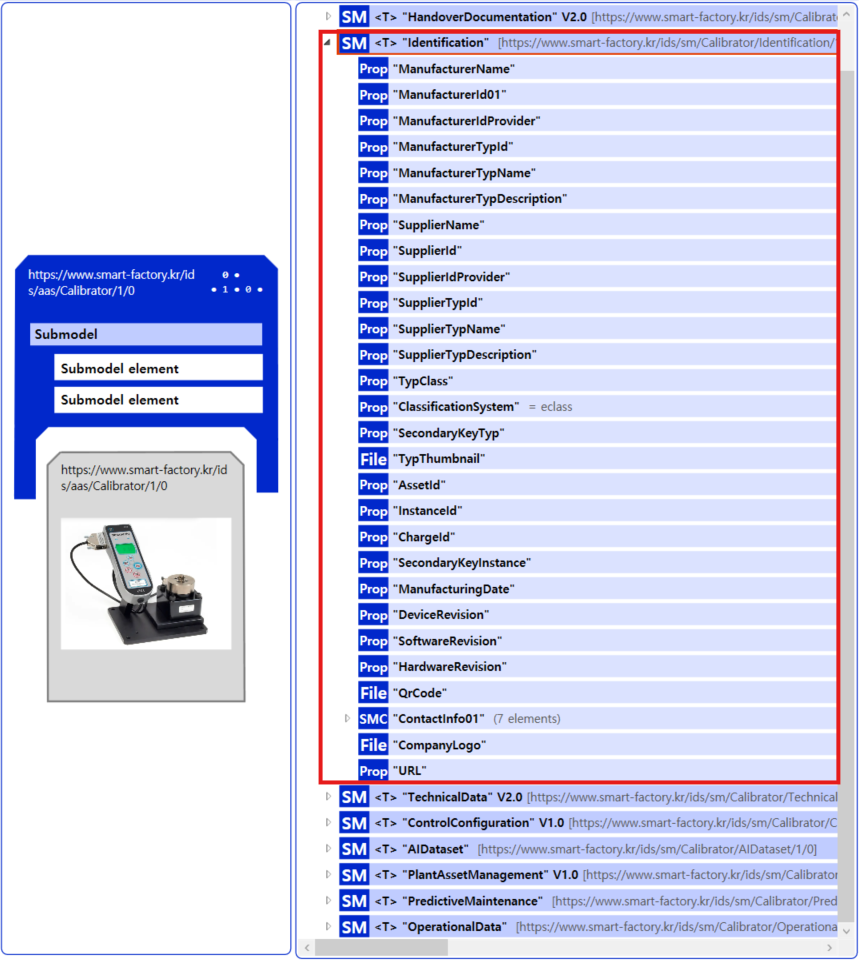 https://www.smart-factory.kr/id
s/aas/Calibrator/1/0
0
1 0
Submodel
Submodel element
Submodel element
https://www.smart-factory.kr/id
s/aas/Calibrator/1/0
SM <T> "HandoverDocumentation" V2.0 [https://www.smart-factory.kr/ids/sm/Calibrat
SM <T> "Identification" [https://www.smart-factory.kr/ids/sm/Calibrator/Identification/
Prop "ManufacturerName"
Prop "ManufacturerId01"
Prop "ManufacturerIdProvider"
Prop "ManufacturerTypId"
Prop "ManufacturerTypName"
Prop "ManufacturerTypDescription"
Prop "SupplierName"
Prop "SupplierId"
Prop "SupplierIdProvider"
Prop "SupplierTypId"
Prop "SupplierTypName"
Prop "SupplierTypDescription"
Prop "TypClass"
Prop "ClassificationSystem" = eclass
Prop "SecondaryKeyTyp"
File "TypThumbnail"
Prop "AssetId"
Prop "InstanceId"
Prop "ChargeId"
Prop "SecondaryKeyInstance"
Prop "ManufacturingDate"
Prop "DeviceRevision"
Prop "SoftwareRevision"
Prop "HardwareRevision"
File "QrCode"
SMC "ContactInfo01" (7 elements)
File "CompanyLogo"
Prop "URL"
SM <T> "TechnicalData" V2.0 [https://www.smart-factory.kr/ids/sm/Calibrator/Technical
SM <T> "ControlConfiguration" V1.0 [https://www.smart-factory.kr/ids/sm/Calibrator/C
SM <T> "AIDataset" [https://www.smart-factory.kr/ids/sm/Calibrator/AIDataset/1/0]
SM <T> "PlantAssetManagement" V1.0 [https://www.smart-factory.kr/ids/sm/Calibrator
SM <T> "PredictiveMaintenance" [https://www.smart-factory.kr/ids/sm/Calibrator/Pred
SM <T> "OperationalData" [https://www.smart-factory.kr/ids/sm/Calibrator/Operationa